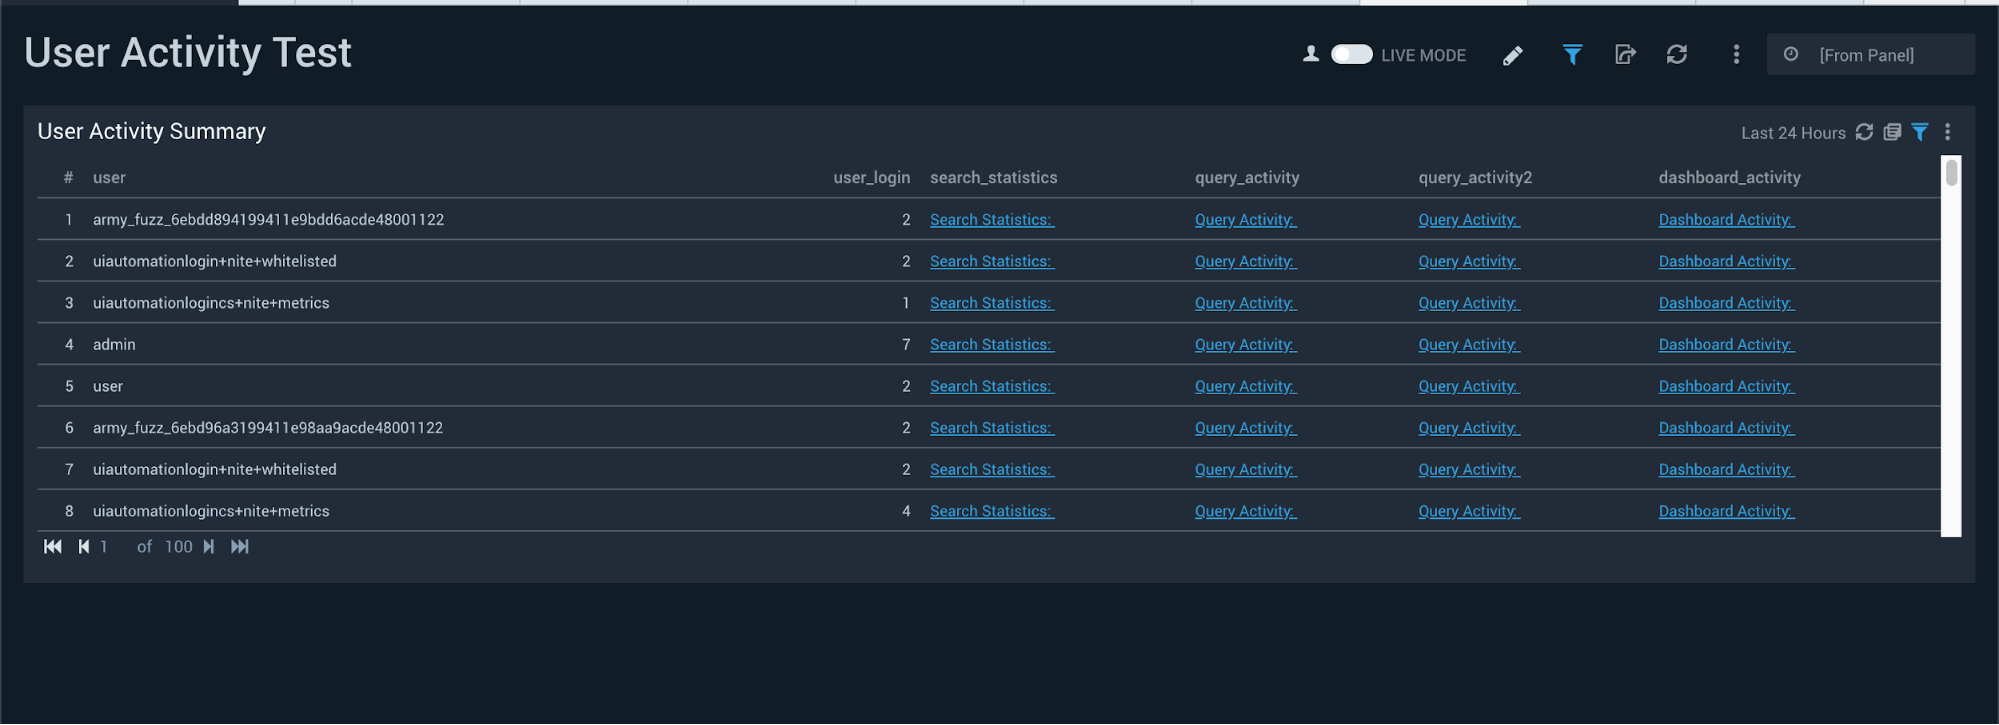 User Activity Test
LIVE MODE
[From Panel]
User Activity Summary
Last 24 Hours
# user user_login search_statistics query_activity query_activity2 dashboard_activity
1 army_fuzz_6ebdd894199411e9bdd6acde48001122 2 Search Statistics: Query Activity: Query Activity: Dashboard Activity:
2 uiautomationlogin+nite+whitelisted 2 Search Statistics: Query Activity: Query Activity: Dashboard Activity:
3 uiautomationlogincs+nite+metrics 1 Search Statistics: Query Activity: Query Activity: Dashboard Activity:
4 admin 7 Search Statistics: Query Activity: Query Activity: Dashboard Activity:
5 user 2 Search Statistics: Query Activity: Query Activity: Dashboard Activity:
6 army_fuzz_6ebd96a3199411e98aa9acde48001122 2 Search Statistics: Query Activity: Query Activity: Dashboard Activity:
7 uiautomationlogin+nite+whitelisted 2 Search Statistics: Query Activity: Query Activity: Dashboard Activity:
8 uiautomationlogincs+nite+metrics 4 Search Statistics: Query Activity: Query Activity: Dashboard Activity:
1 of 100